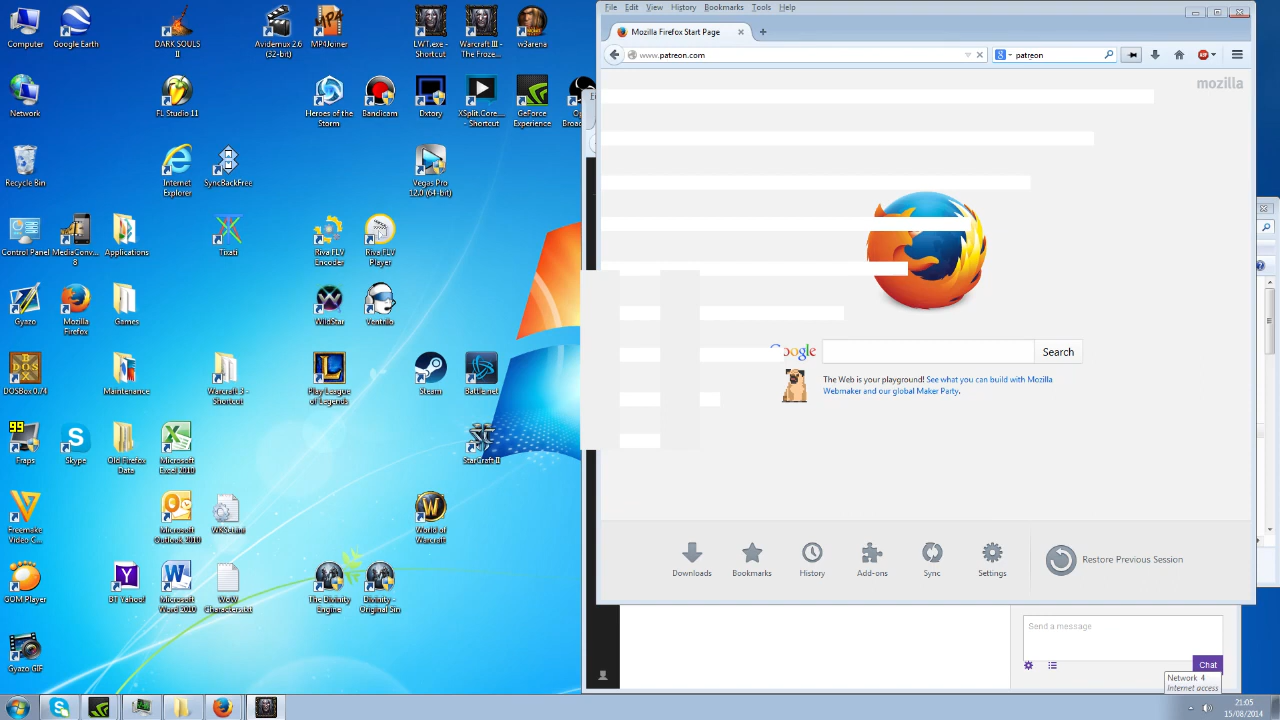 Computer
Google Earth
DARK SOULS
II
Avidemux 2.6
(32-bit)
MP4Joiner
LWT.exe -
Shortcut
Warcraft III -
The Froze...
w3arena
Network
FL Studio 11
Heroes of the
Storm
Bandicam
Dxtory
XSplit.Core....
- Shortcut
GeForce
Experience
Op
Broad
Recycle Bin
Internet
Explorer
SyncBackFree
Vegas Pro
12.0 (64-bit)
Control Panel
MediaConv...
8
Applications
Tixati
Riva FLV
Encoder
Riva FLV
Player
Gyazo
Mozilla
Firefox
Games
WildStar
Ventrilo
DOSBox 0.74
Maintenance
Warcraft 3 -
Shortcut
Play League
of Legends
Steam
Battle.net
99
Fraps
Skype
Old Firefox
Data
Microsoft
Excel 2010
StarCraft II
Freemake
Video C...
Microsoft
Outlook 2010
World of
Warcraft
GOM Player
BT Yahoo!
Microsoft
Word 2010
WoW
Characters.txt
The Divinity
Engine
Divinity -
Original Sin
Gyazo GIF
File Edit View History Bookmarks Tools Help
Mozilla Firefox Start Page
www.patreon.com
patreon
mozilla
Google
Search
The Web is your playground! See what you can build with Mozilla
Webmaker and our global Maker Party.
Downloads
Bookmarks
History
Add-ons
Sync
Settings
Restore Previous Session
Send a message
Chat
Network 4
Internet access
21:05
15/08/2014